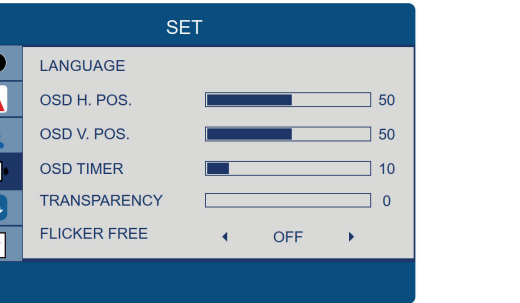 SET
LANGUAGE
OSD H. POS. 50
OSD V. POS. 50
OSD TIMER 10
TRANSPARENCY 0
FLICKER FREE OFF